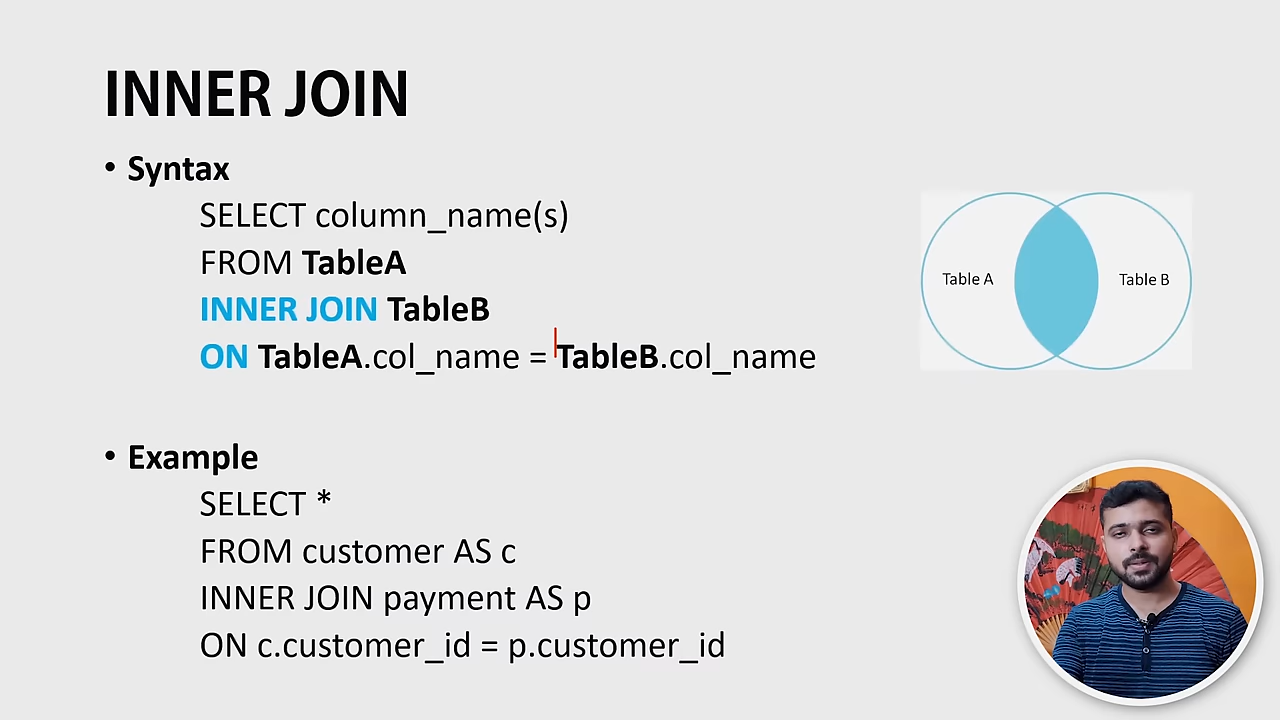 INNER JOIN
• Syntax
SELECT column_name(s)
FROM TableA
INNER JOIN TableB
ON TableA.col_name = TableB.col_name
Table A
Table B
• Example
SELECT *
FROM customer AS c
INNER JOIN payment AS p
ON c.customer_id = p.customer_id